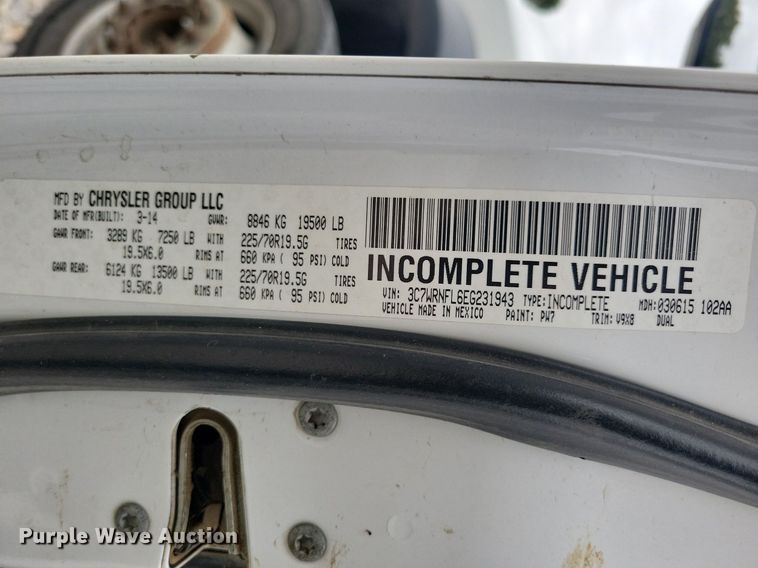 MFD BY CHRYSLER GROUP LLC
DATE OF MFR(BUILT): 3-14 GVWR: 8846 KG 19500 LB
GAWR FRONT: 3289 KG 7250 LB WITH 225/70R19.5G TIRES
19.5X6.0 RIMS AT 660 KPA ( 95 PSI) COLD
GAWR REAR: 6124 KG 13500 LB WITH 225/70R19.5G TIRES
19.5X6.0 RIMS AT 660 KPA ( 95 PSI) COLD
INCOMPLETE VEHICLE
VIN: 3C7WRNFL6EG231943 TYPE:INCOMPLETE MDH:030615 102AA
VEHICLE MADE IN MEXICO PAINT: PW7 TRIM: V9X8 DUAL
Purple Wave Auction